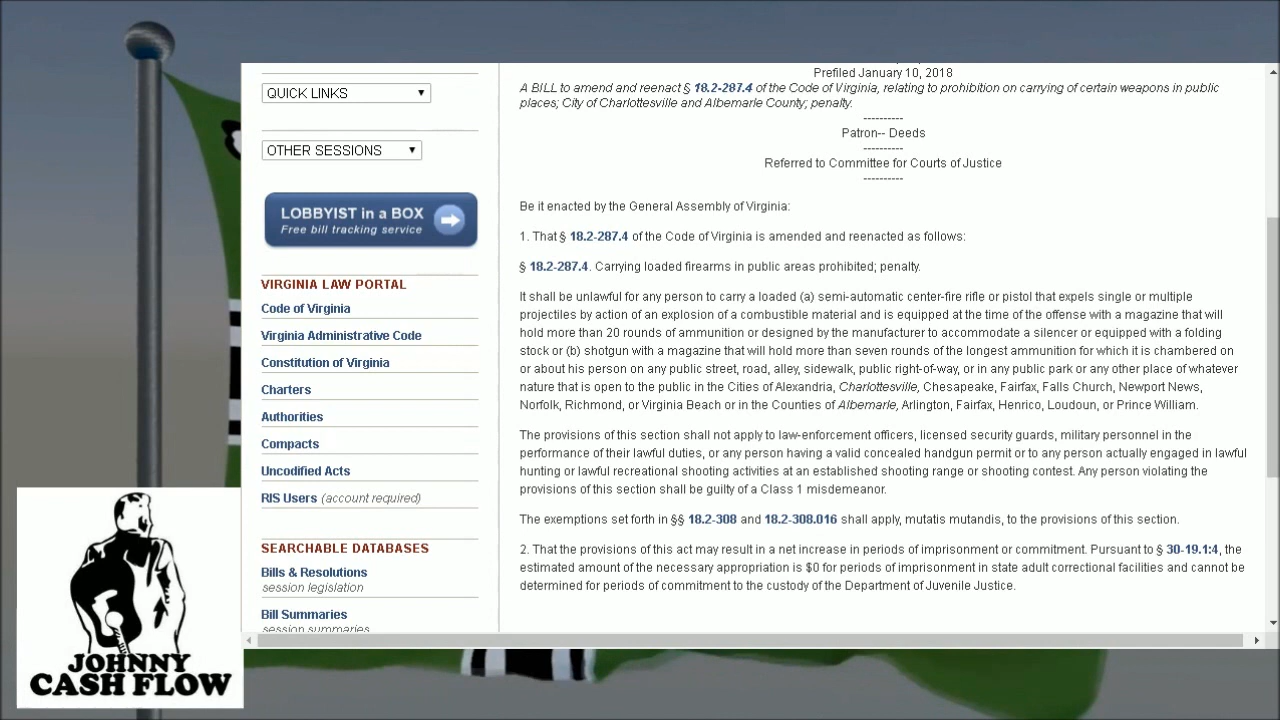 QUICK LINKS
OTHER SESSIONS
LOBBYIST in a BOX
Free bill tracking service
VIRGINIA LAW PORTAL
Code of Virginia
Virginia Administrative Code
Constitution of Virginia
Charters
Authorities
Compacts
Uncodified Acts
RIS Users (account required)
SEARCHABLE DATABASES
Bills & Resolutions
session legislation
Bill Summaries
session summaries
Prefiled January 10, 2018
A BILL to amend and reenact § 18.2-287.4 of the Code of Virginia, relating to prohibition on carrying of certain weapons in public
places; City of Charlottesville and Albemarle County; penalty.
----------
Patron-- Deeds
----------
Referred to Committee for Courts of Justice
----------
Be it enacted by the General Assembly of Virginia:
1. That § 18.2-287.4 of the Code of Virginia is amended and reenacted as follows:
§ 18.2-287.4. Carrying loaded firearms in public areas prohibited; penalty.
It shall be unlawful for any person to carry a loaded (a) semi-automatic center-fire rifle or pistol that expels single or multiple
projectiles by action of an explosion of a combustible material and is equipped at the time of the offense with a magazine that will
hold more than 20 rounds of ammunition or designed by the manufacturer to accommodate a silencer or equipped with a folding
stock or (b) shotgun with a magazine that will hold more than seven rounds of the longest ammunition for which it is chambered on
or about his person on any public street, road, alley, sidewalk, public right-of-way, or in any public park or any other place of whatever
nature that is open to the public in the Cities of Alexandria, Charlottesville, Chesapeake, Fairfax, Falls Church, Newport News,
Norfolk, Richmond, or Virginia Beach or in the Counties of Albemarle, Arlington, Fairfax, Henrico, Loudoun, or Prince William.
The provisions of this section shall not apply to law-enforcement officers, licensed security guards, military personnel in the
performance of their lawful duties, or any person having a valid concealed handgun permit or to any person actually engaged in lawful
hunting or lawful recreational shooting activities at an established shooting range or shooting contest. Any person violating the
provisions of this section shall be guilty of a Class 1 misdemeanor.
The exemptions set forth in §§ 18.2-308 and 18.2-308.016 shall apply, mutatis mutandis, to the provisions of this section.
2. That the provisions of this act may result in a net increase in periods of imprisonment or commitment. Pursuant to § 30-19.1:4, the
estimated amount of the necessary appropriation is $0 for periods of imprisonment in state adult correctional facilities and cannot be
determined for periods of commitment to the custody of the Department of Juvenile Justice.
JOHNNY
CASH FLOW